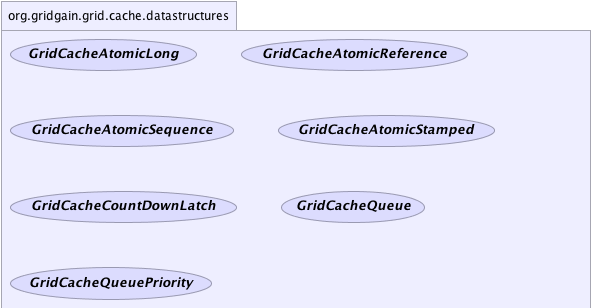 org.gridgain.grid.cache.datastructures
GridCacheAtomicLong
GridCacheAtomicReference
GridCacheAtomicSequence
GridCacheAtomicStamped
GridCacheCountDownLatch
GridCacheQueue
GridCacheQueuePriority